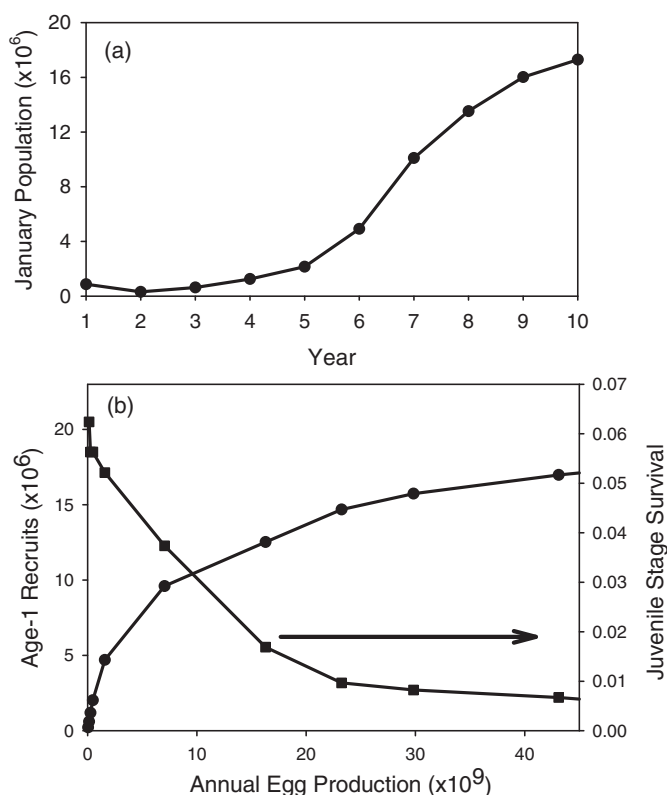 (a)
January Population (x10⁶)
20
16
12
8
4
0
1 2 3 4 5 6 7 8 9 10
Year
(b)
Age-1 Recruits (x10⁶)
20
15
10
5
0
Juvenile Stage Survival
0.07
0.06
0.05
0.04
0.03
0.02
0.01
0.00
0 10 20 30 40
Annual Egg Production (x10⁹)